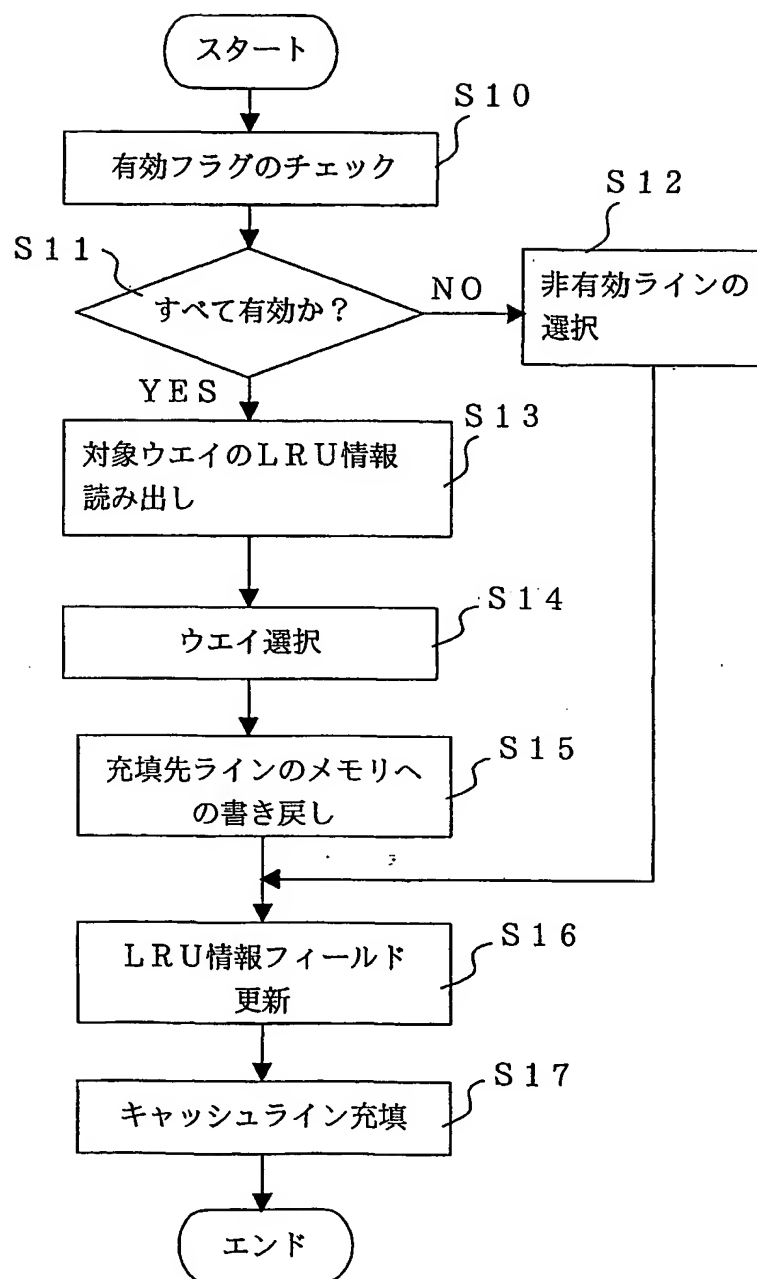 スタート
S10
有効フラグのチェック
S12
S11
すべて有効か?
NO
非有効ラインの
選択
YES
S13
対象ウエイのLRU情報
読み出し
S14
ウエイ選択
S15
充填先ラインのメモリへ
の書き戻し
S16
LRU情報フィールド
更新
S17
キャッシュライン充填
エンド